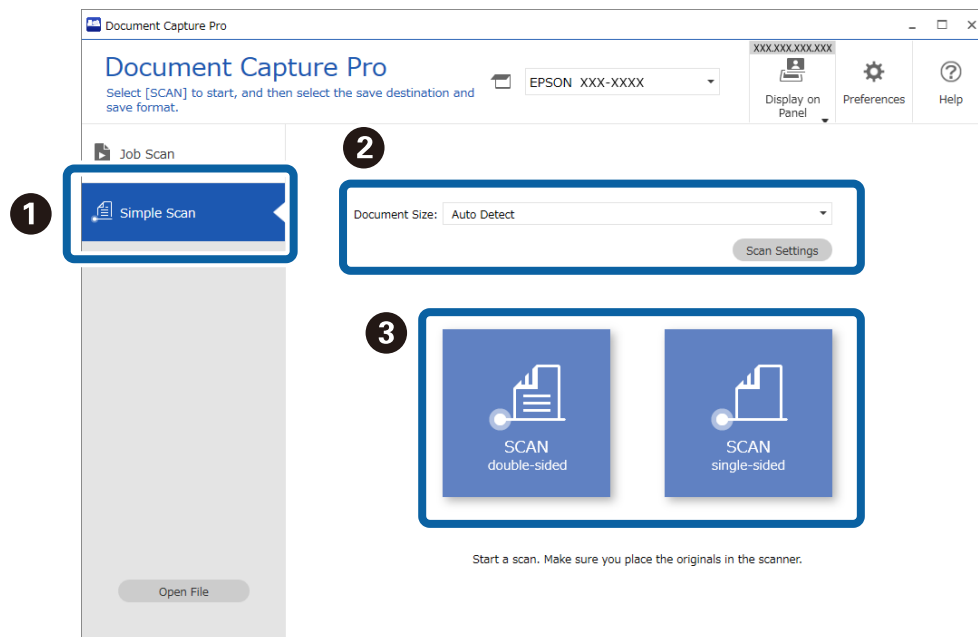 Document Capture Pro
Document Capture Pro
Select [SCAN] to start, and then select the save destination and
save format.
EPSON XXX-XXXX
XXX.XXX.XXX.XXX
Display on
Panel
Preferences
Help
Job Scan
1
Simple Scan
2
Document Size: Auto Detect
Scan Settings
3
SCAN
double-sided
SCAN
single-sided
Start a scan. Make sure you place the originals in the scanner.
Open File